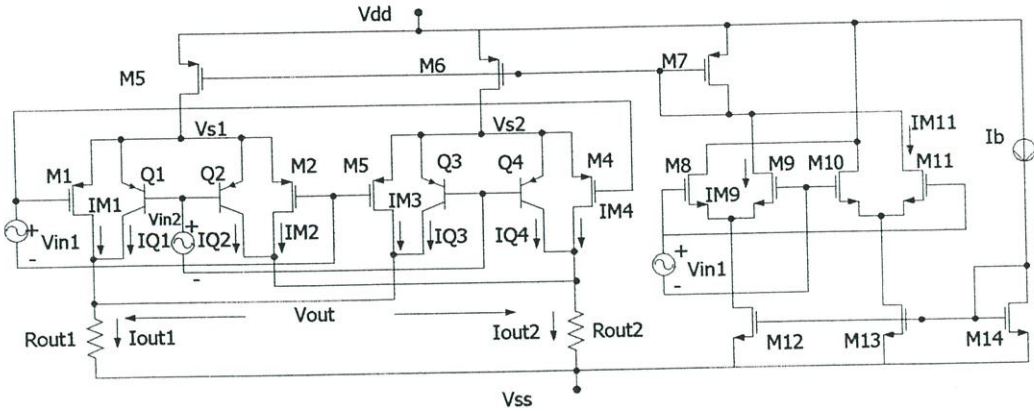 Vdd
M5
M6
M7
Vs1
Vs2
IM11
Ib
M1
Q1
Q2
M2
M5
Q3
Q4
M4
M8
M9
M10
M11
IM1
Vin2
IM3
IM4
IM9
+
Vin1
-
IQ1
+
-
IQ2
IM2
IQ3
IQ4
+
Vin1
-
Vout
Rout1
Iout1
Iout2
Rout2
M12
M13
M14
Vss